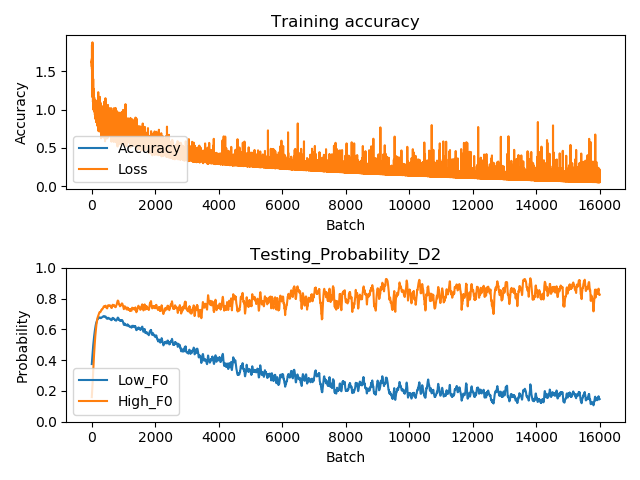 Training accuracy
1.5
1.0
0.5
0.0
Accuracy
Accuracy
Loss
0 2000 4000 6000 8000 10000 12000 14000 16000
Batch
Testing_Probability_D2
1.0
0.8
0.6
0.4
0.2
0.0
Probability
Low_F0
High_F0
0 2000 4000 6000 8000 10000 12000 14000 16000
Batch